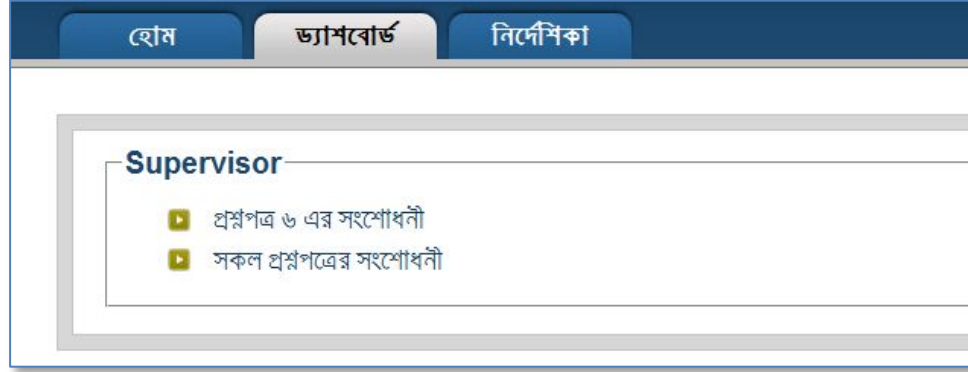 হোম ড্যাশবোর্ড নির্দেশিকা
Supervisor
প্রশ্নপত্র ৬ এর সংশোধনী
সকল প্রশ্নপত্রের সংশোধনী